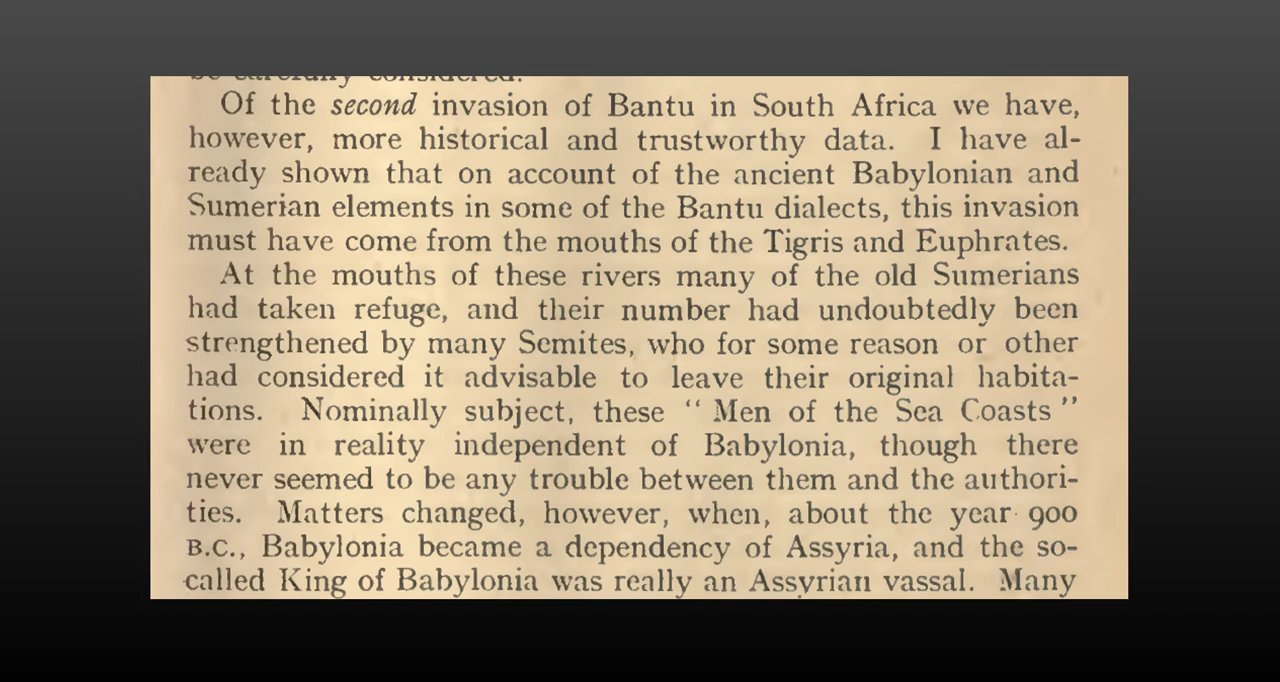 be carefully considered.
Of the second invasion of Bantu in South Africa we have,
however, more historical and trustworthy data. I have al-
ready shown that on account of the ancient Babylonian and
Sumerian elements in some of the Bantu dialects, this invasion
must have come from the mouths of the Tigris and Euphrates.
At the mouths of these rivers many of the old Sumerians
had taken refuge, and their number had undoubtedly been
strengthened by many Semites, who for some reason or other
had considered it advisable to leave their original habita-
tions. Nominally subject, these “ Men of the Sea Coasts ”
were in reality independent of Babylonia, though there
never seemed to be any trouble between them and the authori-
ties. Matters changed, however, when, about the year 900
B.C., Babylonia became a dependency of Assyria, and the so-
called King of Babylonia was really an Assyrian vassal. Many